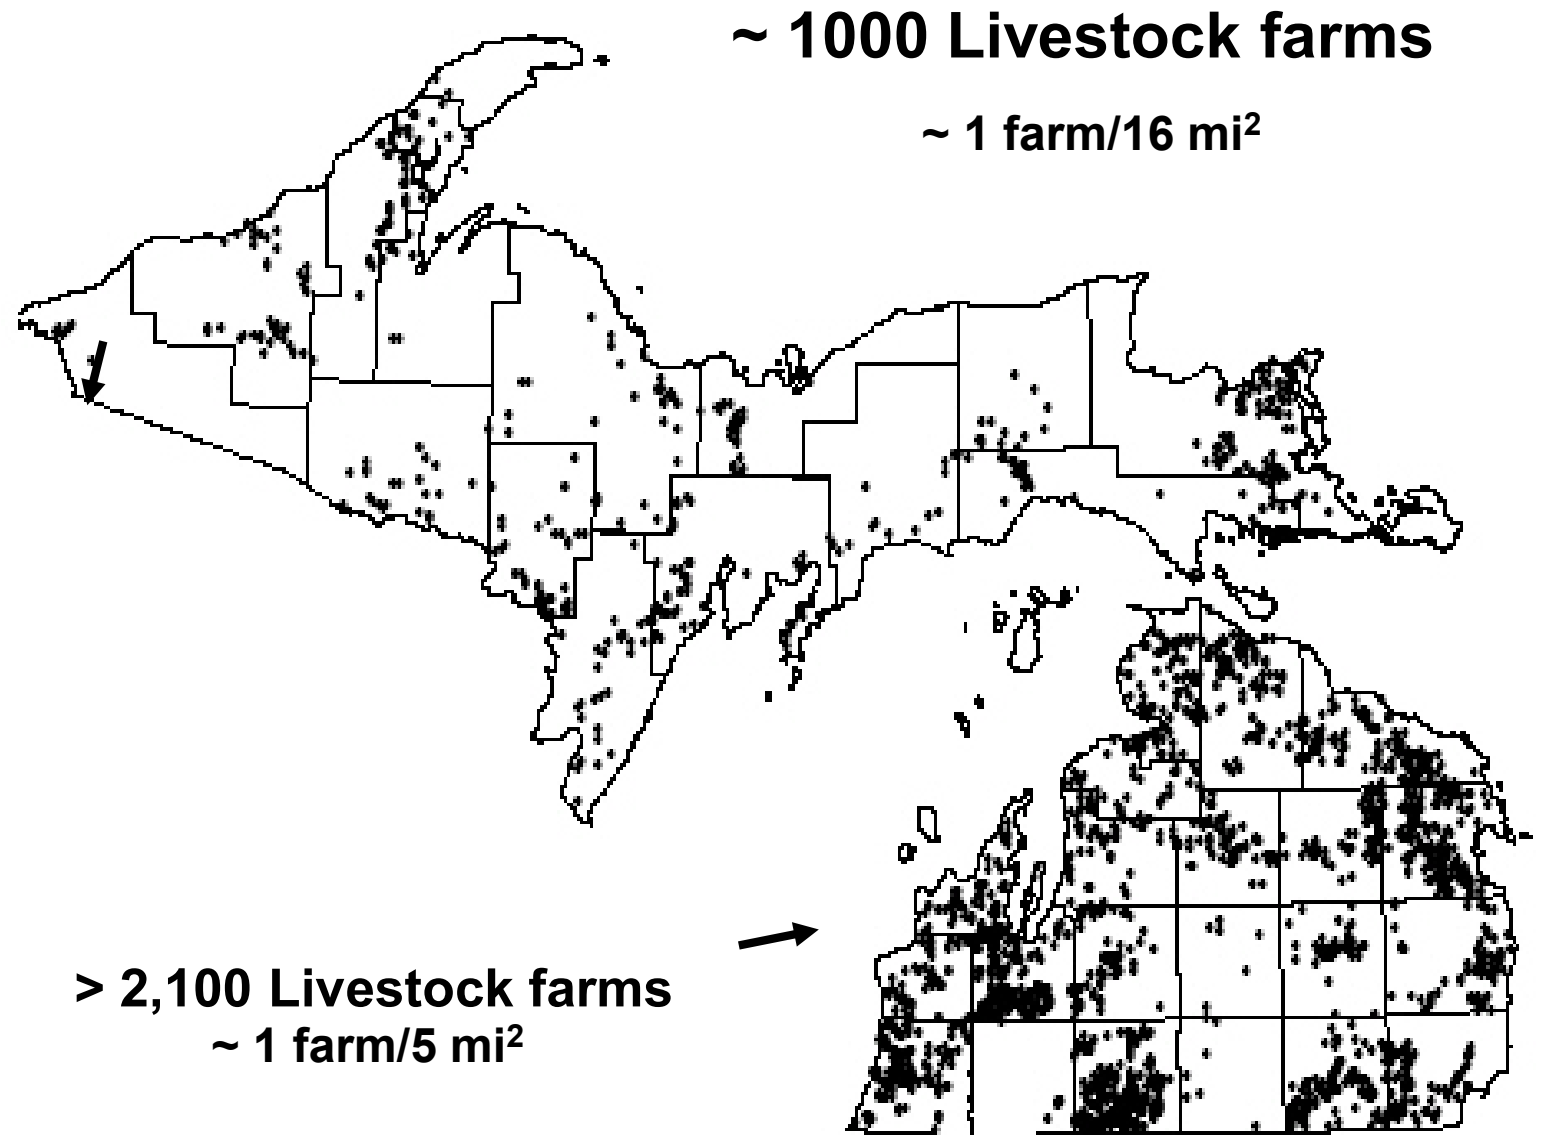 ~ 1000 Livestock farms
~ 1 farm/16 mi²
> 2,100 Livestock farms
~ 1 farm/5 mi²